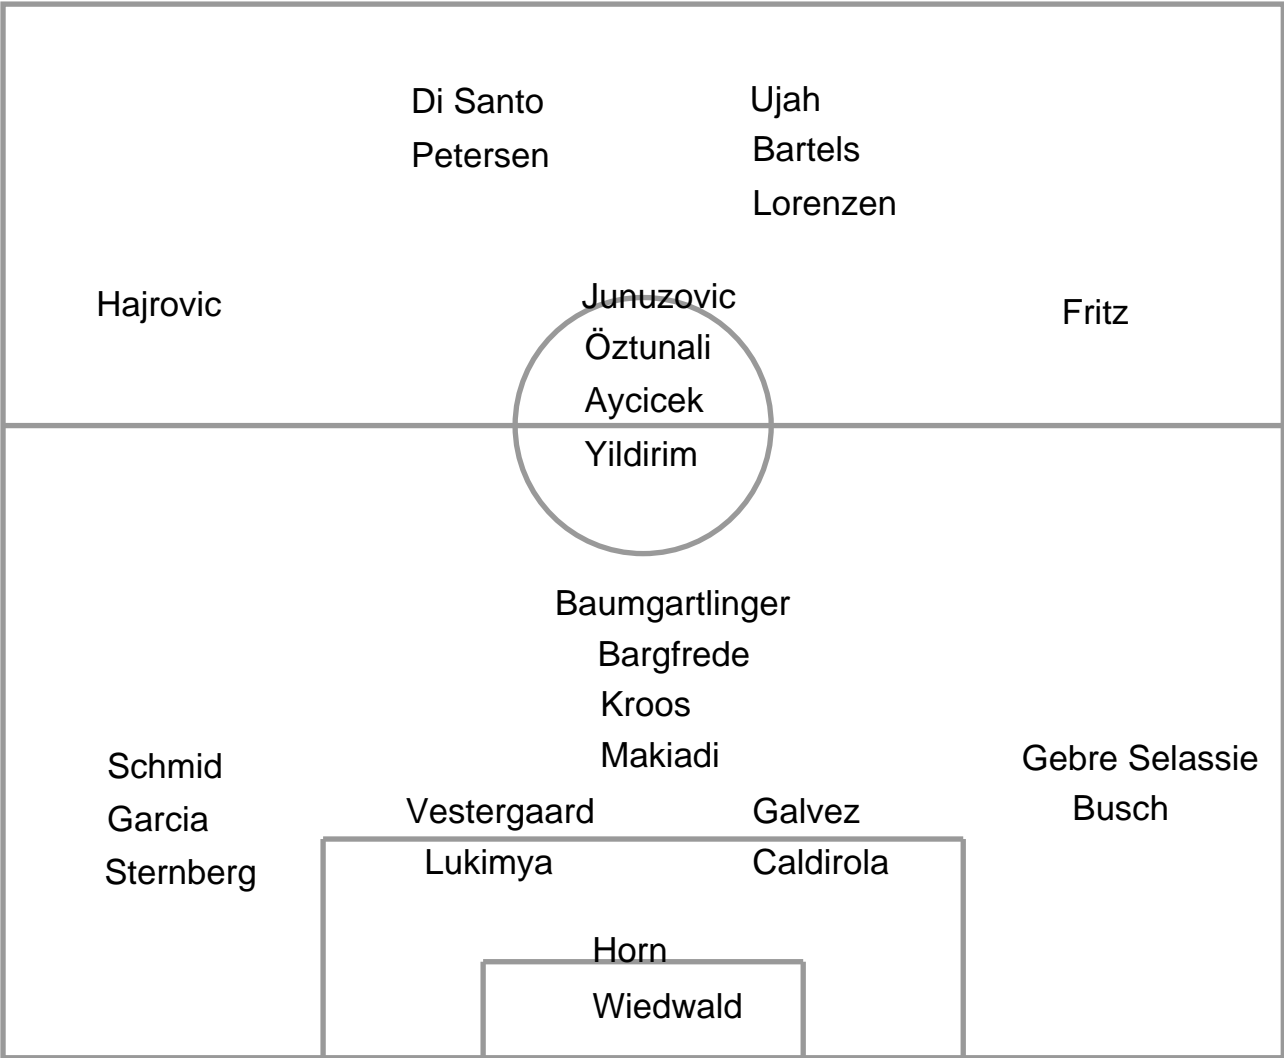 Di Santo
Petersen
Ujah
Bartels
Lorenzen
Hajrovic
Junuzovic
Öztunali
Aycicek
Yildirim
Fritz
Baumgartlinger
Bargfrede
Kroos
Makiadi
Schmid
Garcia
Sternberg
Vestergaard
Lukimya
Galvez
Caldirola
Gebre Selassie
Busch
Horn
Wiedwald